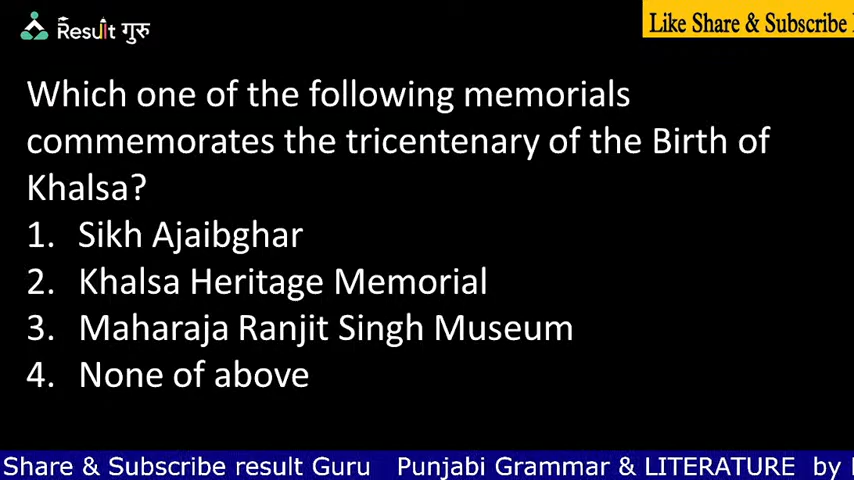 Result गुरु
Like Share & Subscribe
Which one of the following memorials
commemorates the tricentenary of the Birth of
Khalsa?
1. Sikh Ajaibghar
2. Khalsa Heritage Memorial
3. Maharaja Ranjit Singh Museum
4. None of above
Share & Subscribe result Guru Punjabi Grammar & LITERATURE by